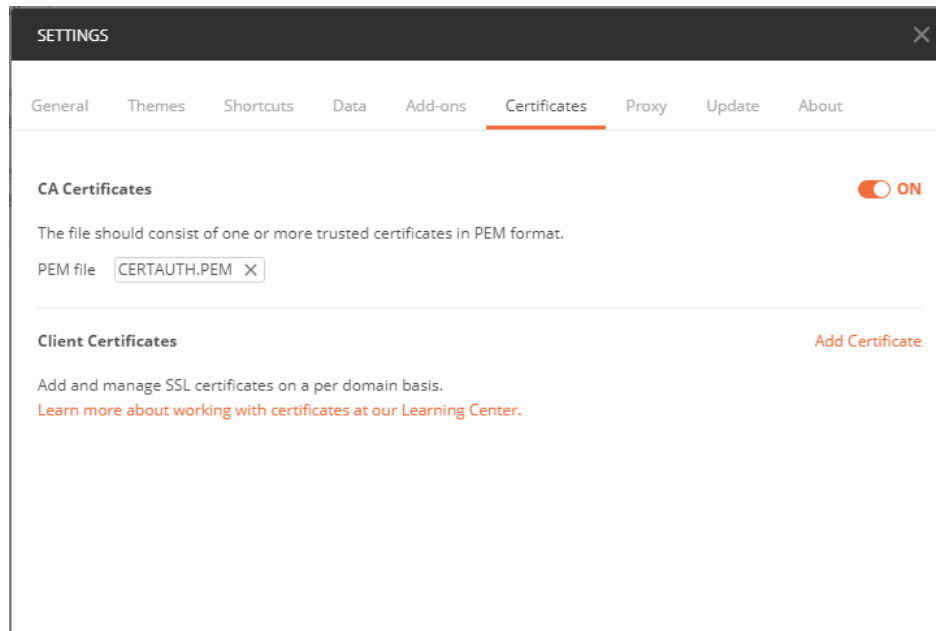 SETTINGS
General Themes Shortcuts Data Add-ons Certificates Proxy Update About
CA Certificates ON
The file should consist of one or more trusted certificates in PEM format.
PEM file CERTAUTH.PEM
Client Certificates Add Certificate
Add and manage SSL certificates on a per domain basis.
Learn more about working with certificates at our Learning Center.